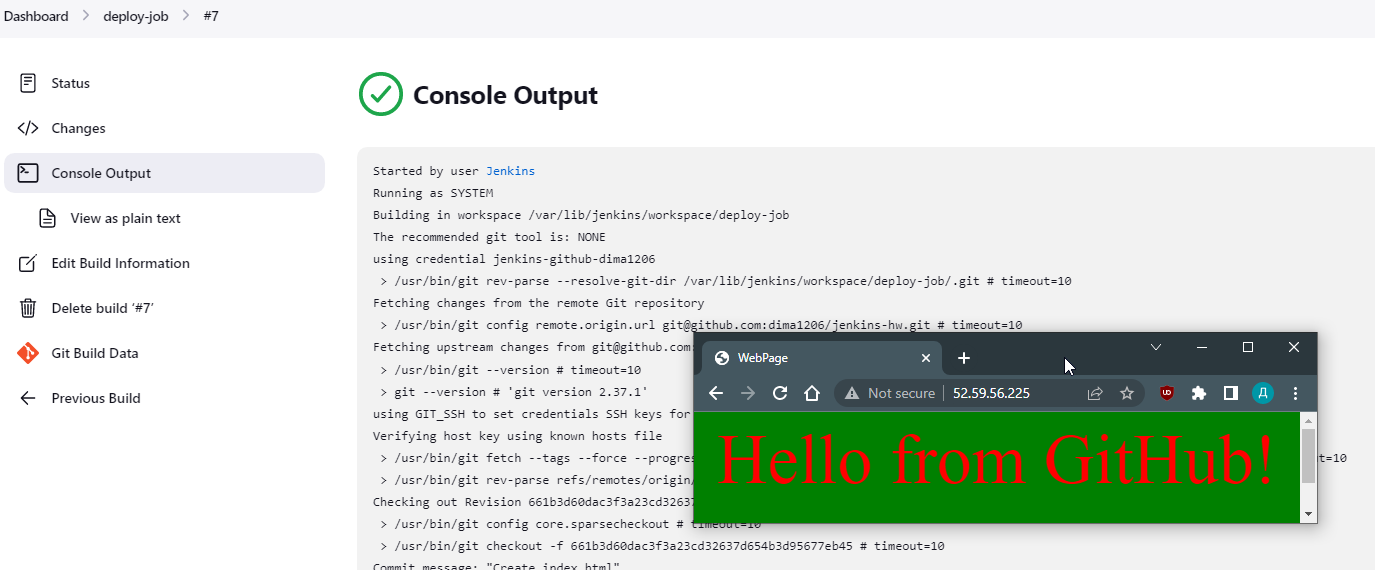 Dashboard > deploy-job > #7
Status
Changes
Console Output
View as plain text
Edit Build Information
Delete build ‘#7’
Git Build Data
Previous Build
Console Output
Started by user Jenkins
Running as SYSTEM
Building in workspace /var/lib/jenkins/workspace/deploy-job
The recommended git tool is: NONE
using credential jenkins-github-dima1206
> /usr/bin/git rev-parse --resolve-git-dir /var/lib/jenkins/workspace/deploy-job/.git # timeout=10
Fetching changes from the remote Git repository
> /usr/bin/git config remote.origin.url git@github.com:dima1206/jenkins-hw.git # timeout=10
Fetching upstream changes from git@github.com:
> /usr/bin/git --version # timeout=10
> git --version # 'git version 2.37.1'
using GIT_SSH to set credentials SSH keys for
Verifying host key using known hosts file
> /usr/bin/git fetch --tags --force --progres t=10
> /usr/bin/git rev-parse refs/remotes/origin/
Checking out Revision 661b3d60dac3f3a23cd32637
> /usr/bin/git config core.sparsecheckout # timeout=10
> /usr/bin/git checkout -f 661b3d60dac3f3a23cd32637d654b3d95677eb45 # timeout=10
Commit message: "Create index.html"
WebPage
Not secure | 52.59.56.225
Д
Hello from GitHub!